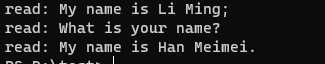 read: My name is Li Ming;
read: What is your name?
read: My name is Han Meimei.